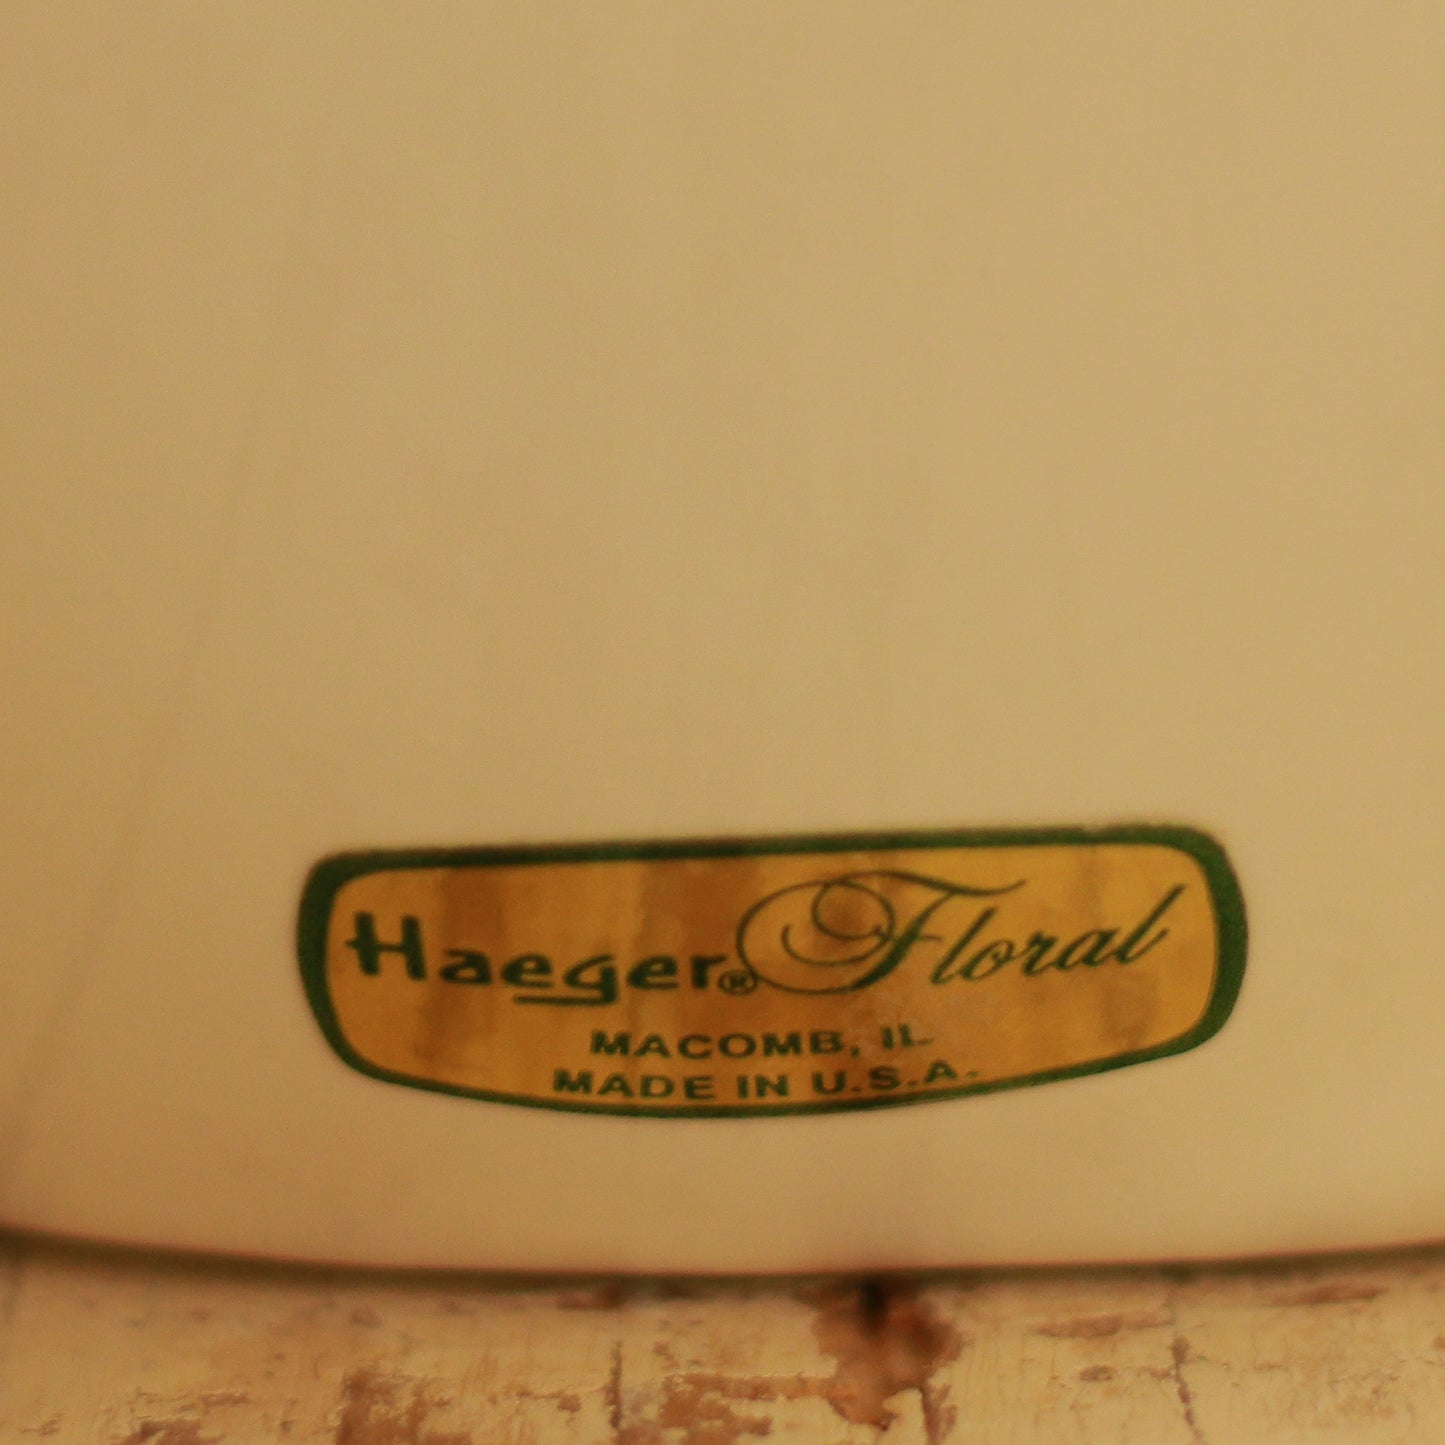 Haeger® Floral
MACOMB, IL
MADE IN U.S.A.